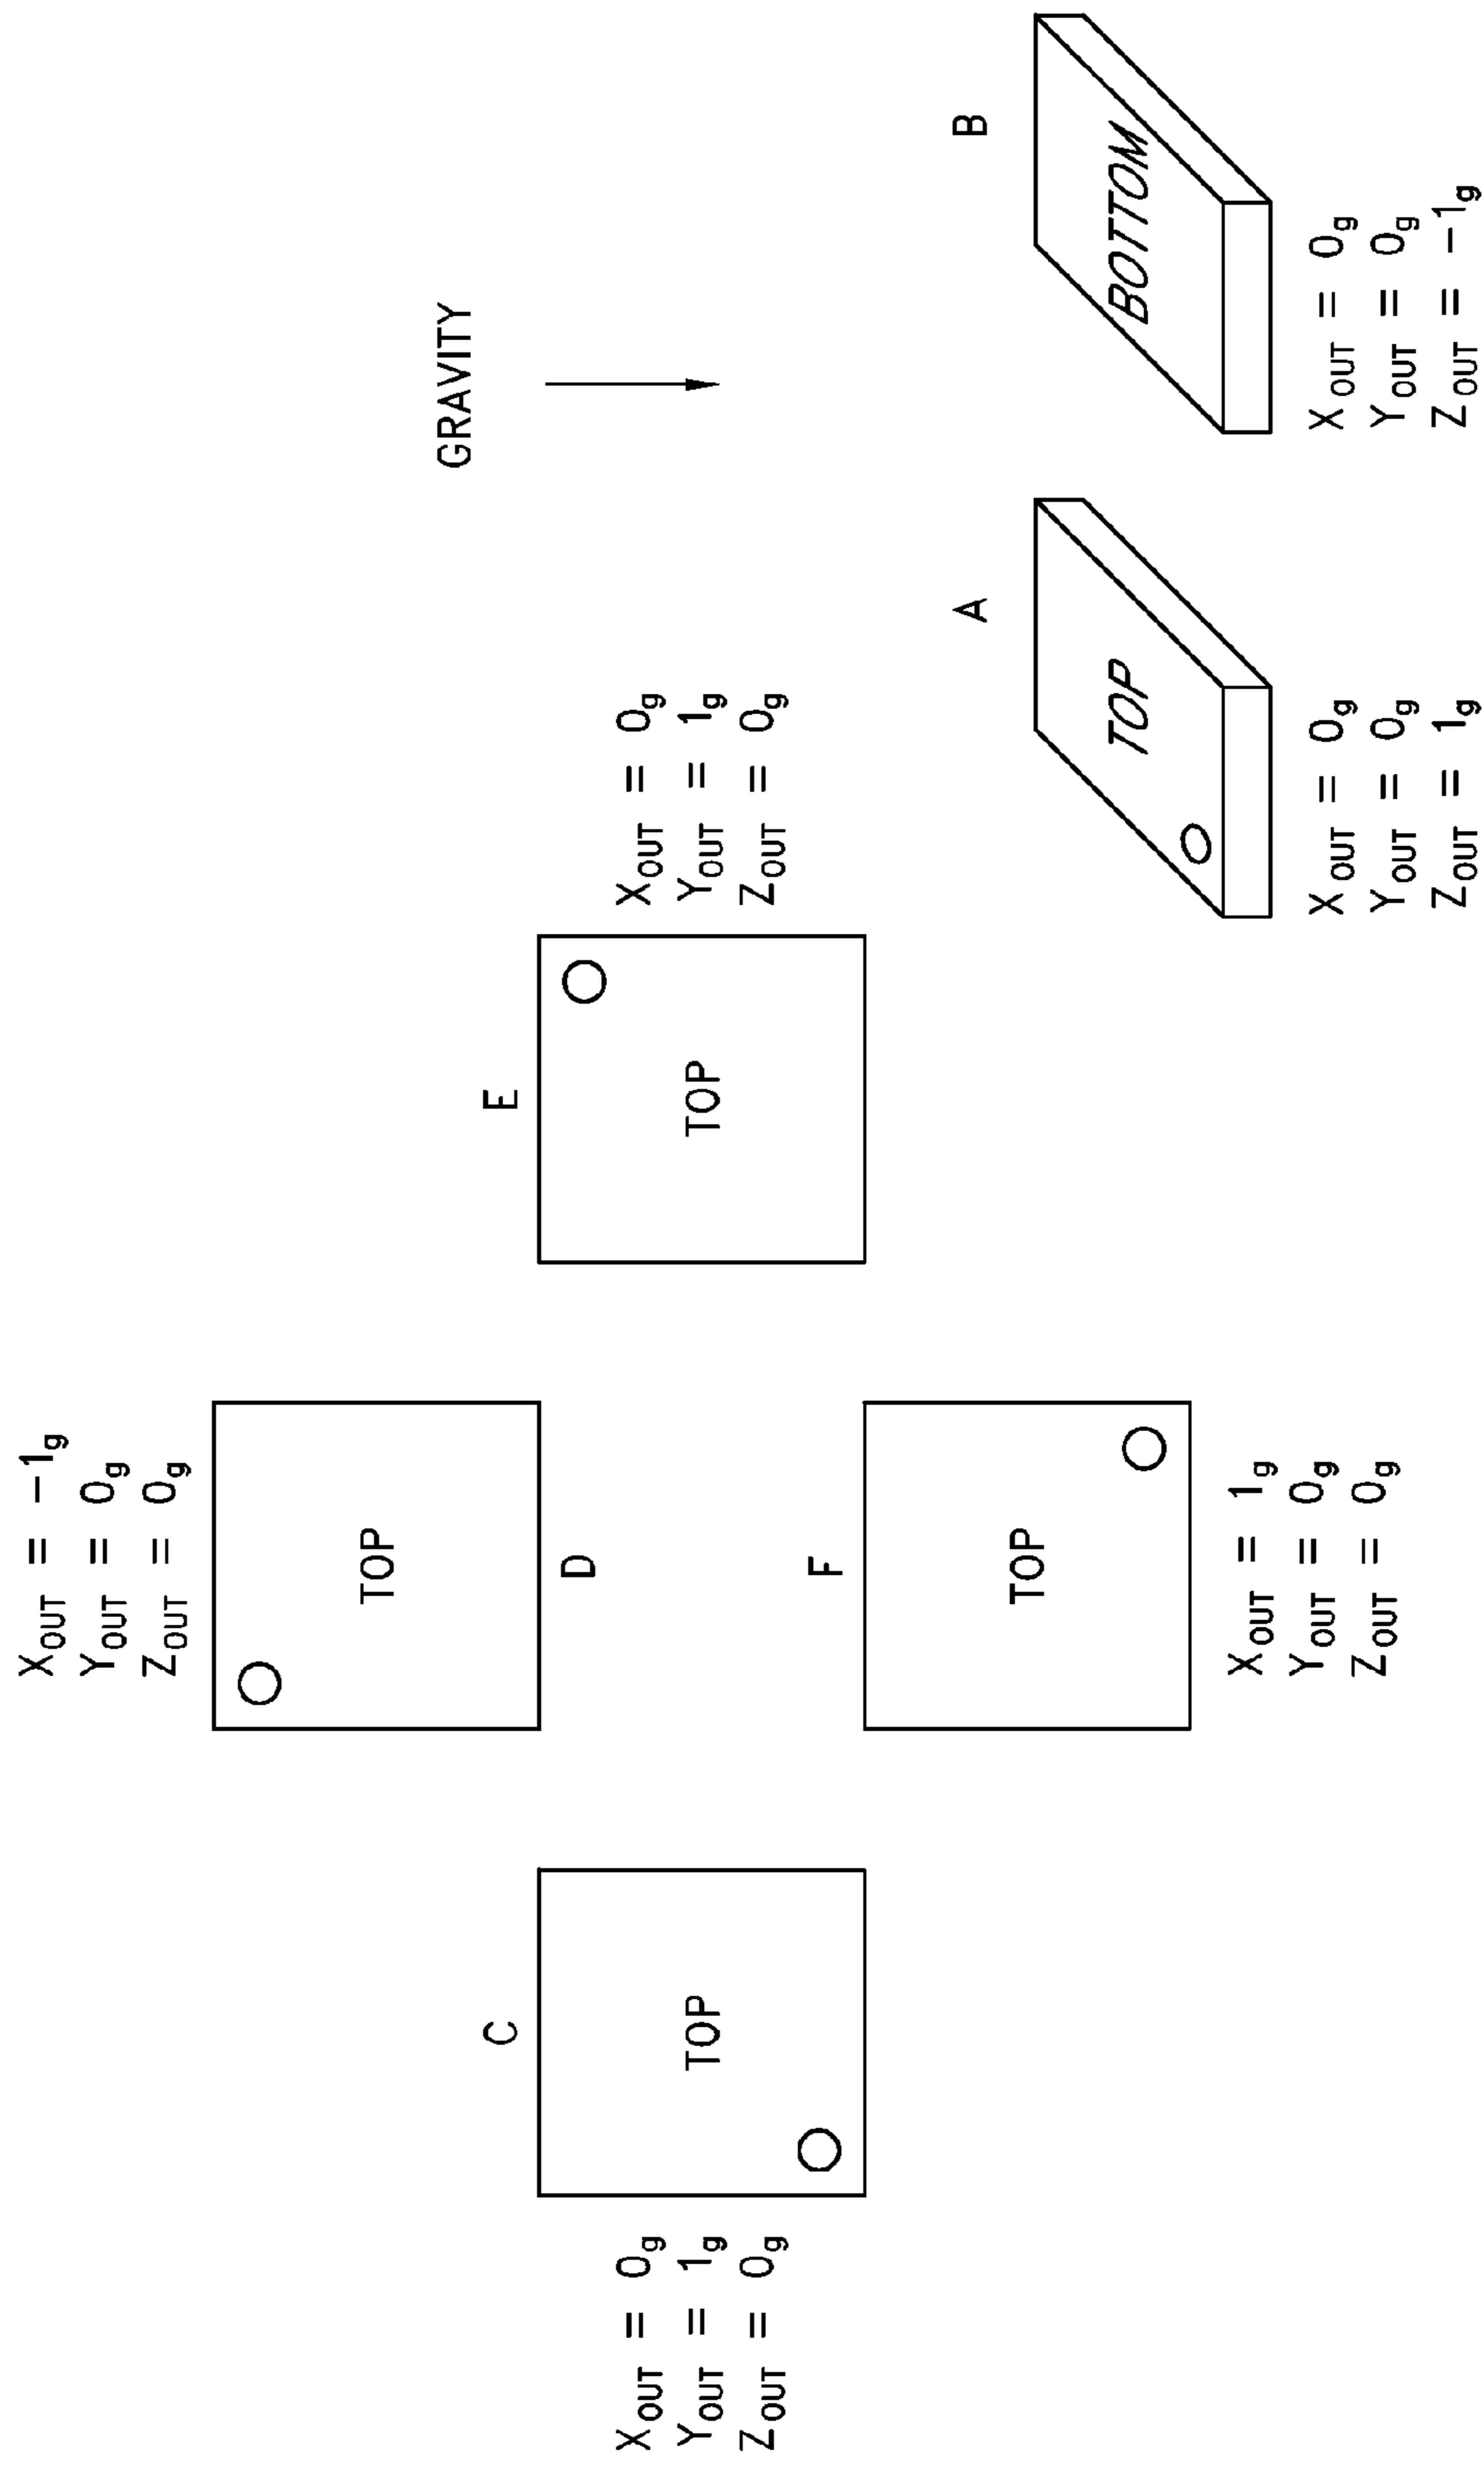 X_OUT = -1g
Y_OUT = 0g
Z_OUT = 0g
TOP
D
GRAVITY
C
TOP
X_OUT = 0g
Y_OUT = 1g
Z_OUT = 0g
E
TOP
X_OUT = 0g
Y_OUT = 1g
Z_OUT = 0g
F
TOP
X_OUT = 1g
Y_OUT = 0g
Z_OUT = 0g
A
TOP
X_OUT = 0g
Y_OUT = 0g
Z_OUT = 1g
B
BOTTOM
X_OUT = 0g
Y_OUT = 0g
Z_OUT = -1g